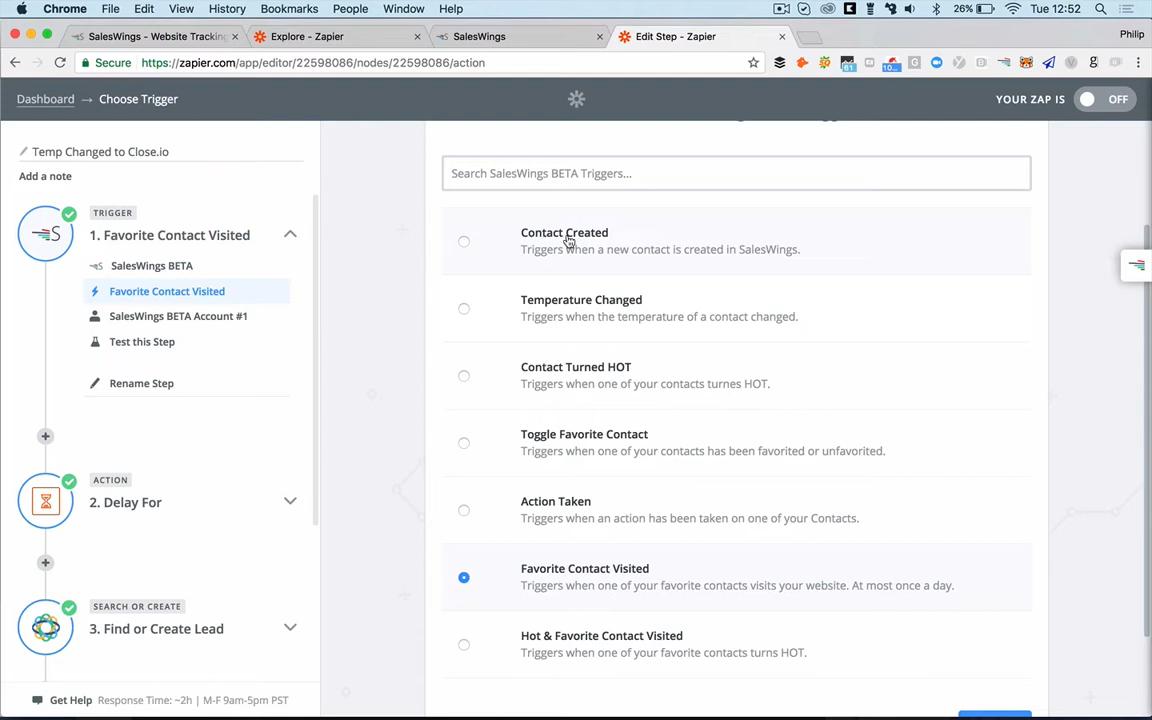 Chrome File Edit View History Bookmarks People Window Help 26% Tue 12:52
SalesWings - Website Tracking Explore - Zapier SalesWings Edit Step - Zapier Philip
Secure https://zapier.com/app/editor/22598086/nodes/22598086/action
Dashboard → Choose Trigger YOUR ZAP IS OFF
Temp Changed to Close.io
Add a note
TRIGGER
1. Favorite Contact Visited
SalesWings BETA
Favorite Contact Visited
SalesWings BETA Account #1
Test this Step
Rename Step
ACTION
2. Delay For
SEARCH OR CREATE
3. Find or Create Lead
Get Help Response Time: ~2h | M-F 9am-5pm PST
Search SalesWings BETA Triggers...
Contact Created
Triggers when a new contact is created in SalesWings.
Temperature Changed
Triggers when the temperature of a contact changed.
Contact Turned HOT
Triggers when one of your contacts turnes HOT.
Toggle Favorite Contact
Triggers when one of your contacts has been favorited or unfavorited.
Action Taken
Triggers when an action has been taken on one of your Contacts.
Favorite Contact Visited
Triggers when one of your favorite contacts visits your website. At most once a day.
Hot & Favorite Contact Visited
Triggers when one of your favorite contacts turns HOT.